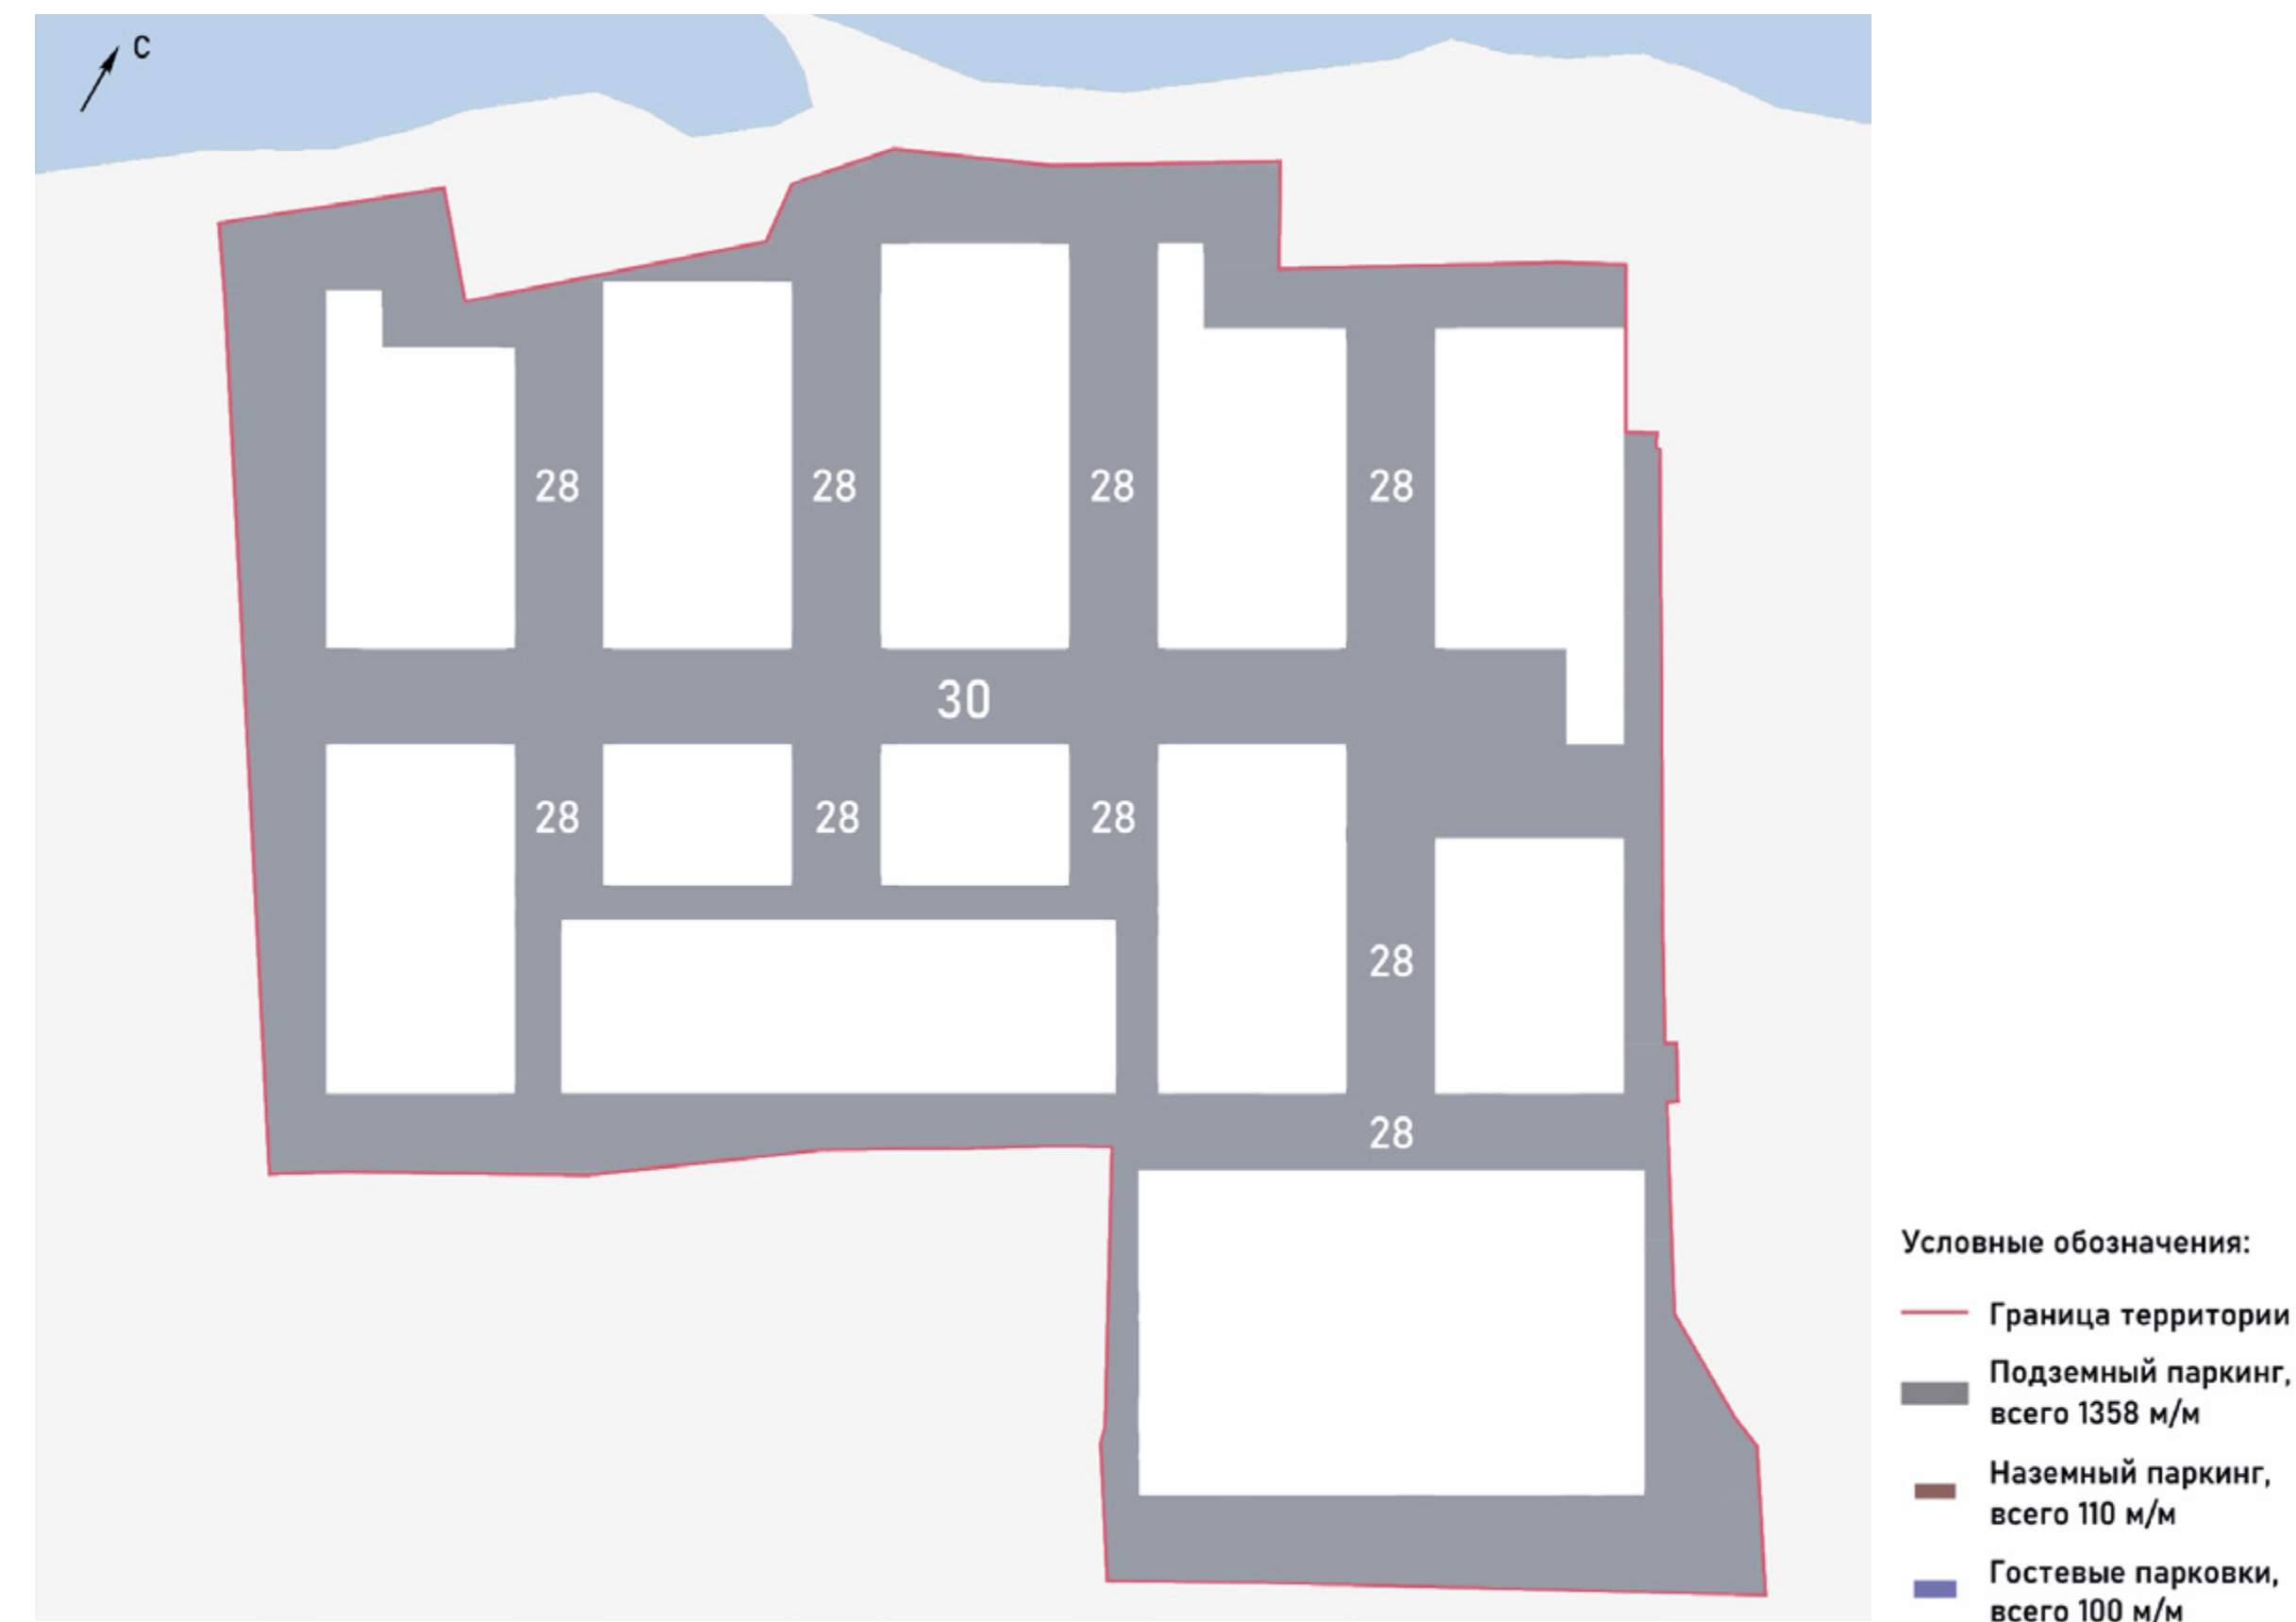 С
28 28 28 28
30
28 28 28
28
28
Условные обозначения:
Граница территории
Подземный паркинг,
всего 1358 м/м
Наземный паркинг,
всего 110 м/м
Гостевые парковки,
всего 100 м/м